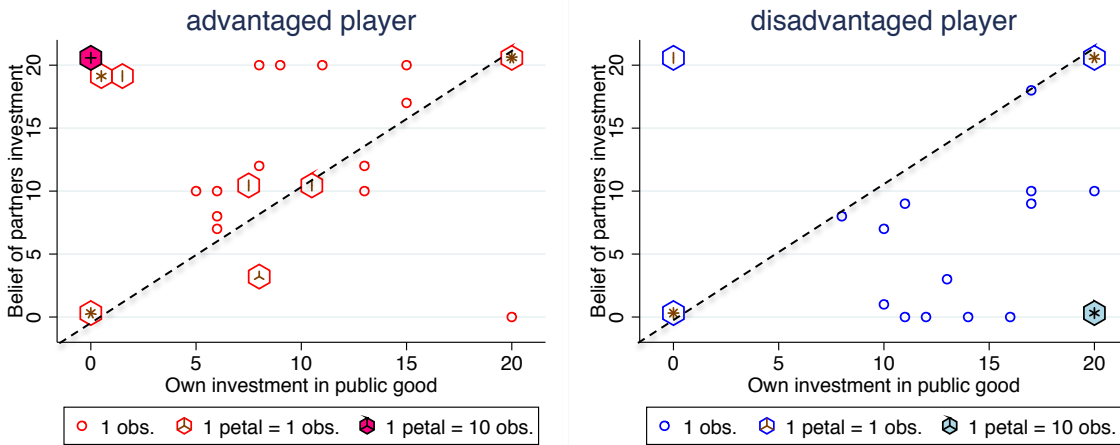 advantaged player
20
15
10
5
0
Belief of partners investment
0 5 10 15 20
Own investment in public good
1 obs. 1 petal = 1 obs. 1 petal = 10 obs.
disadvantaged player
20
15
10
5
0
Belief of partners investment
0 5 10 15 20
Own investment in public good
1 obs. 1 petal = 1 obs. 1 petal = 10 obs.